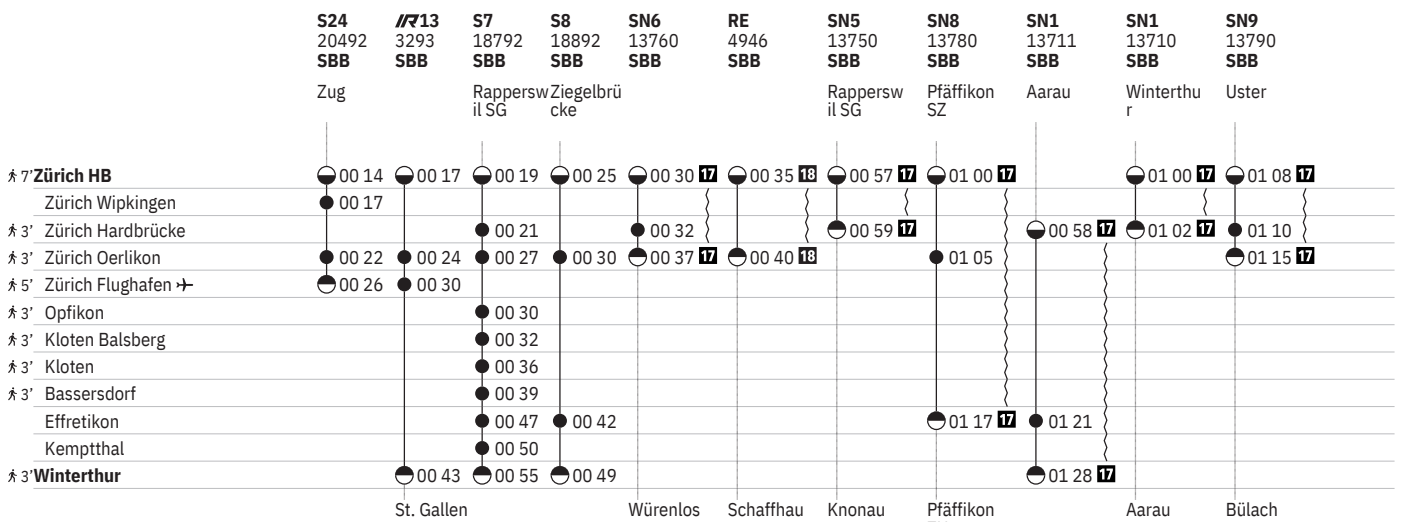 S24 IR13 S7 S8 SN6 RE SN5 SN8 SN1 SN1 SN9
20492 3293 18792 18892 13760 4946 13750 13780 13711 13710 13790
SBB SBB SBB SBB SBB SBB SBB SBB SBB SBB SBB
Zug Rappersw Ziegelbrü Rappersw Pfäffikon Aarau Winterthu Uster
il SG cke il SG SZ r
7’ Zürich HB 00 14 00 17 00 19 00 25 00 30 17 00 35 18 00 57 17 01 00 17 01 00 17 01 08 17
Zürich Wipkingen 00 17
3’ Zürich Hardbrücke 00 21 00 32 00 59 17 00 58 17 01 02 17 01 10
3’ Zürich Oerlikon 00 22 00 24 00 27 00 30 00 37 17 00 40 18 01 05 01 15 17
5’ Zürich Flughafen 00 26 00 30
3’ Opfikon 00 30
3’ Kloten Balsberg 00 32
3’ Kloten 00 36
3’ Bassersdorf 00 39
Effretikon 00 47 00 42 01 17 17 01 21
Kemptthal 00 50
3’ Winterthur 00 43 00 55 00 49 01 28 17
St. Gallen Würenlos Schaffhau Knonau Pfäffikon Aarau Bülach